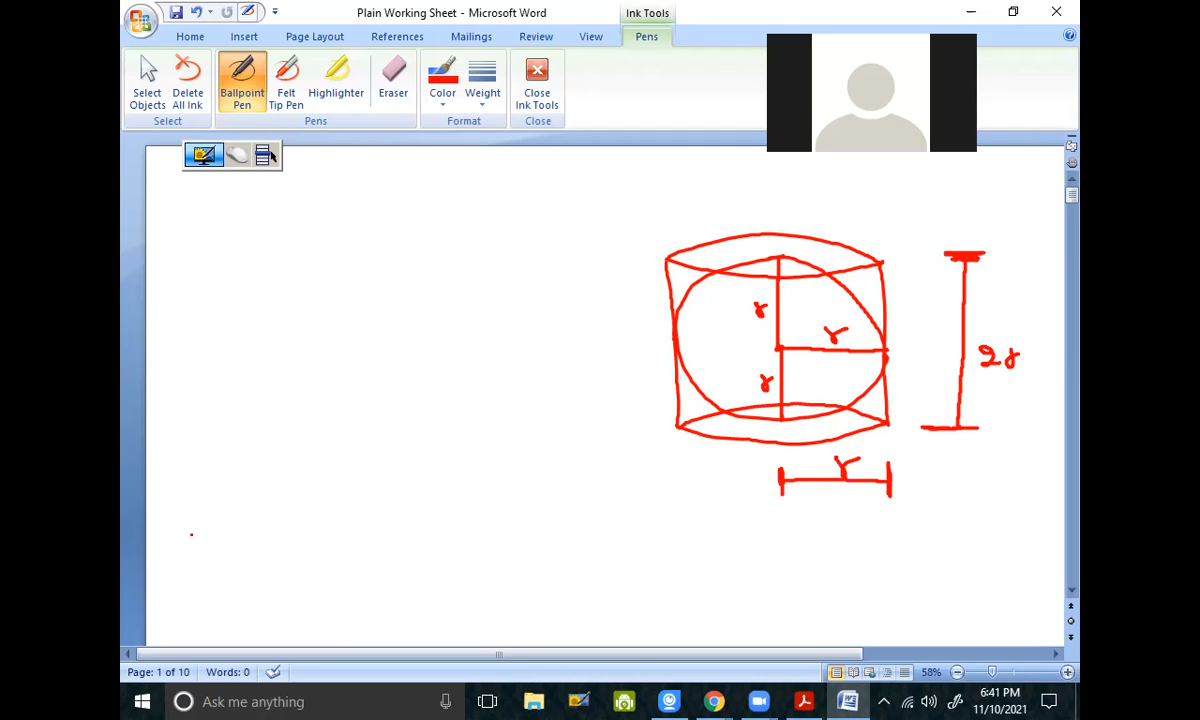 Plain Working Sheet - Microsoft Word
Ink Tools
Home Insert Page Layout References Mailings Review View Pens
Select Objects
Delete All Ink
Ballpoint Pen
Felt Tip Pen
Highlighter
Eraser
Color
Weight
Close Ink Tools
Select
Pens
Format
Close
r
r
r
2r
r
Page: 1 of 10
Words: 0
58%
Ask me anything
6:41 PM
11/10/2021